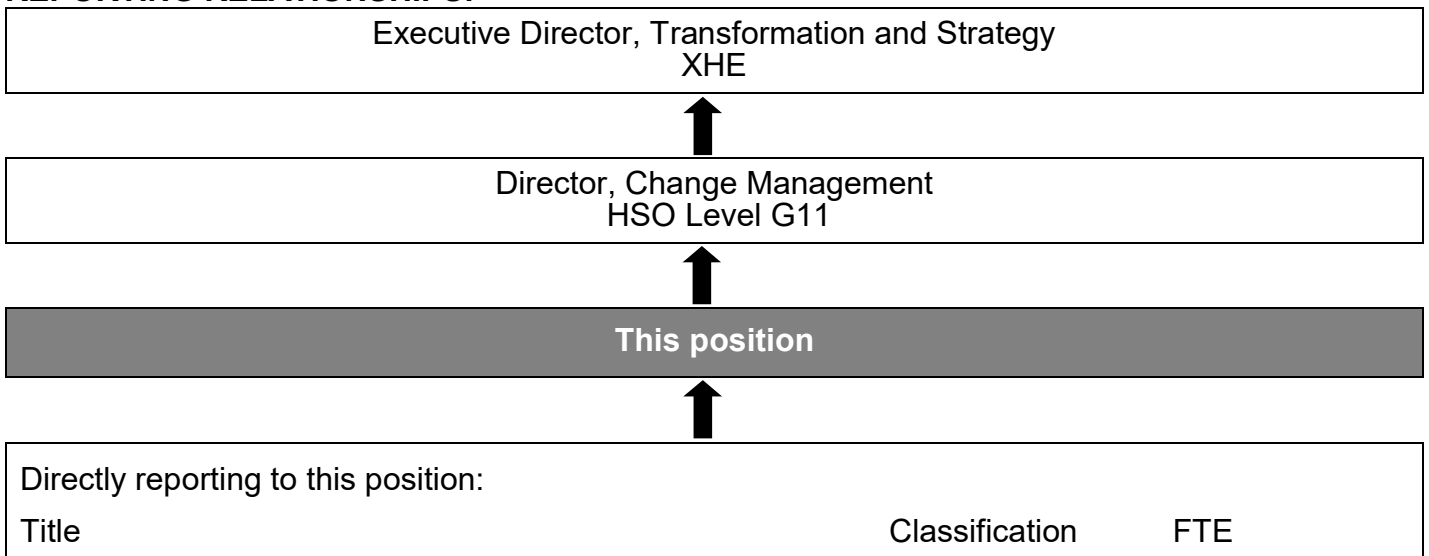 Executive Director, Transformation and Strategy
XHE
Director, Change Management
HSO Level G11
This position
Directly reporting to this position:
Title Classification FTE